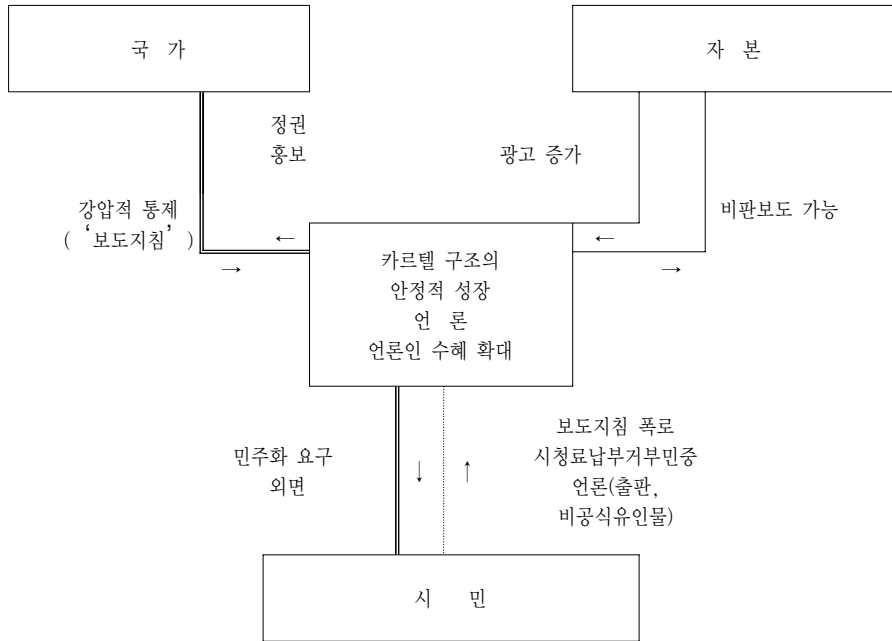 국 가
자 본
정권
홍보
광고 증가
강압적 통제
( ‘보도지침’ )
비판보도 가능
←
→
←
→
카르텔 구조의
안정적 성장
언 론
언론인 수혜 확대
민주화 요구
외면
↓ ↑
보도지침 폭로
시청료납부거부민중
언론(출판,
비공식유인물)
시 민